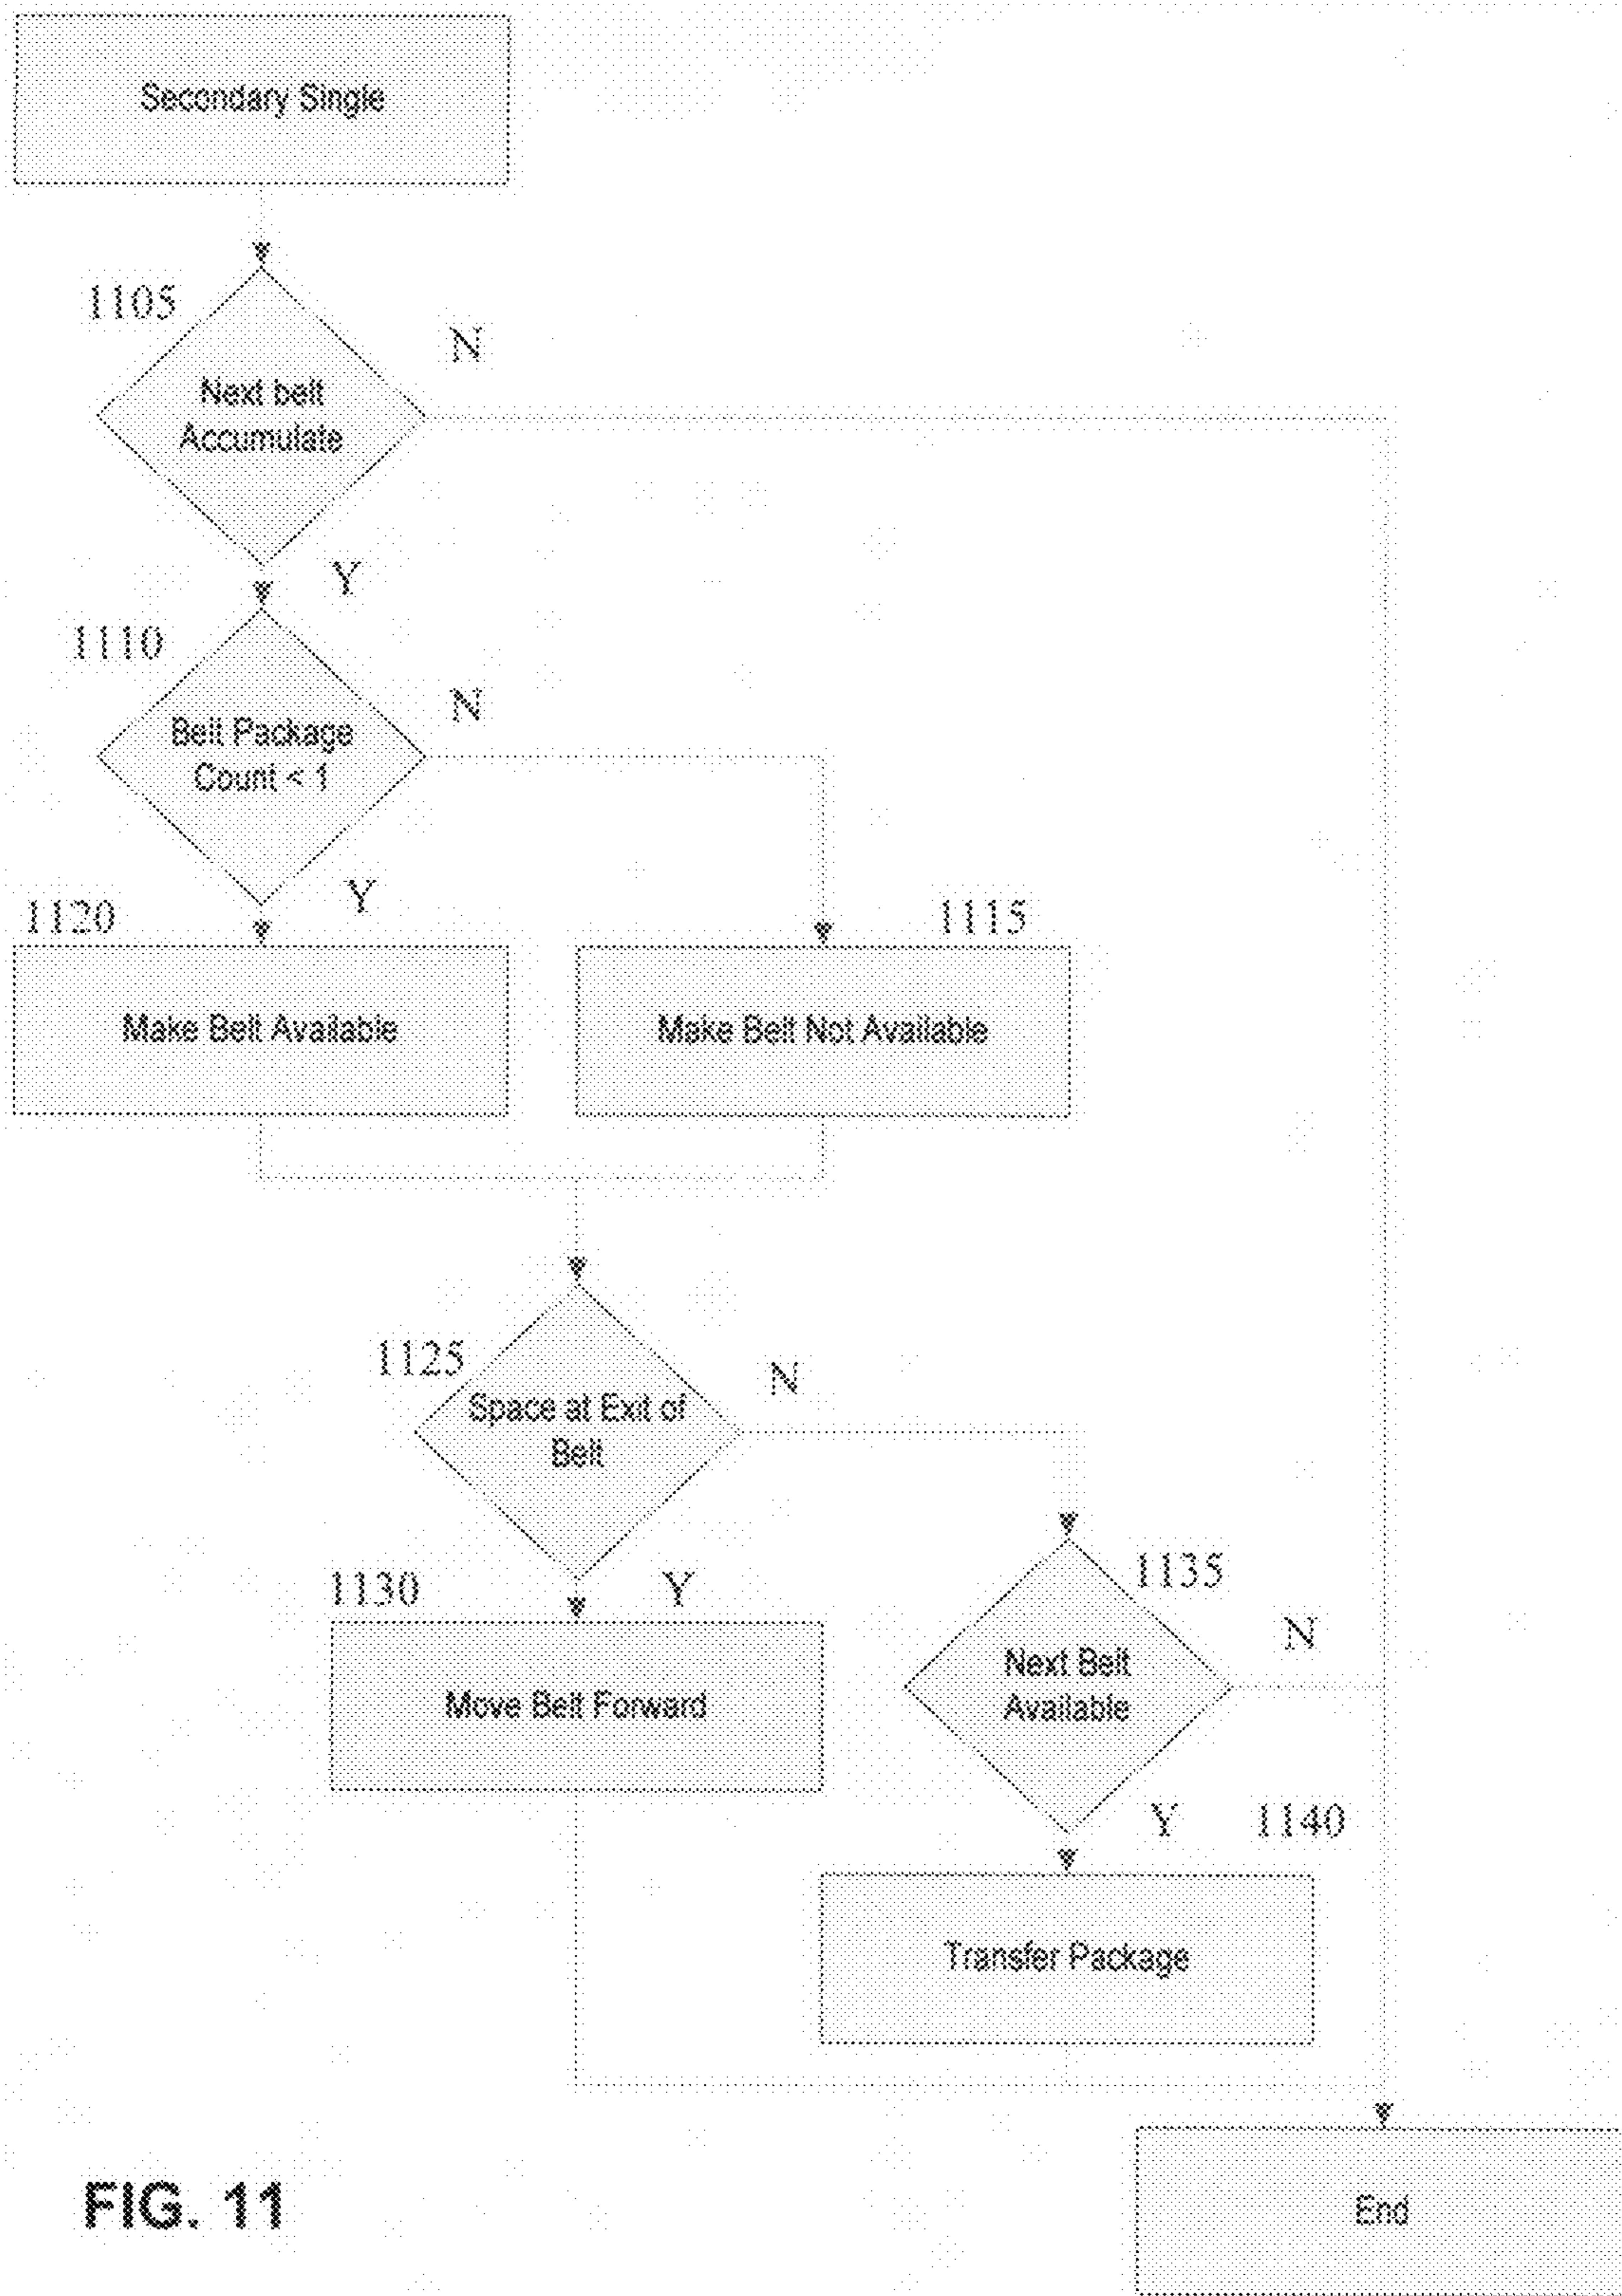 Secondary Single
1105
N
Next belt
Accumulate
Y
1110
N
Belt Package
Count < 1
Y
1120
1115
Make Belt Available
Make Belt Not Available
1125
N
Space at Exit of
Belt
1130
Y
1135
N
Move Belt Forward
Next Belt
Available
Y
1140
Transfer Package
End
FIG. 11